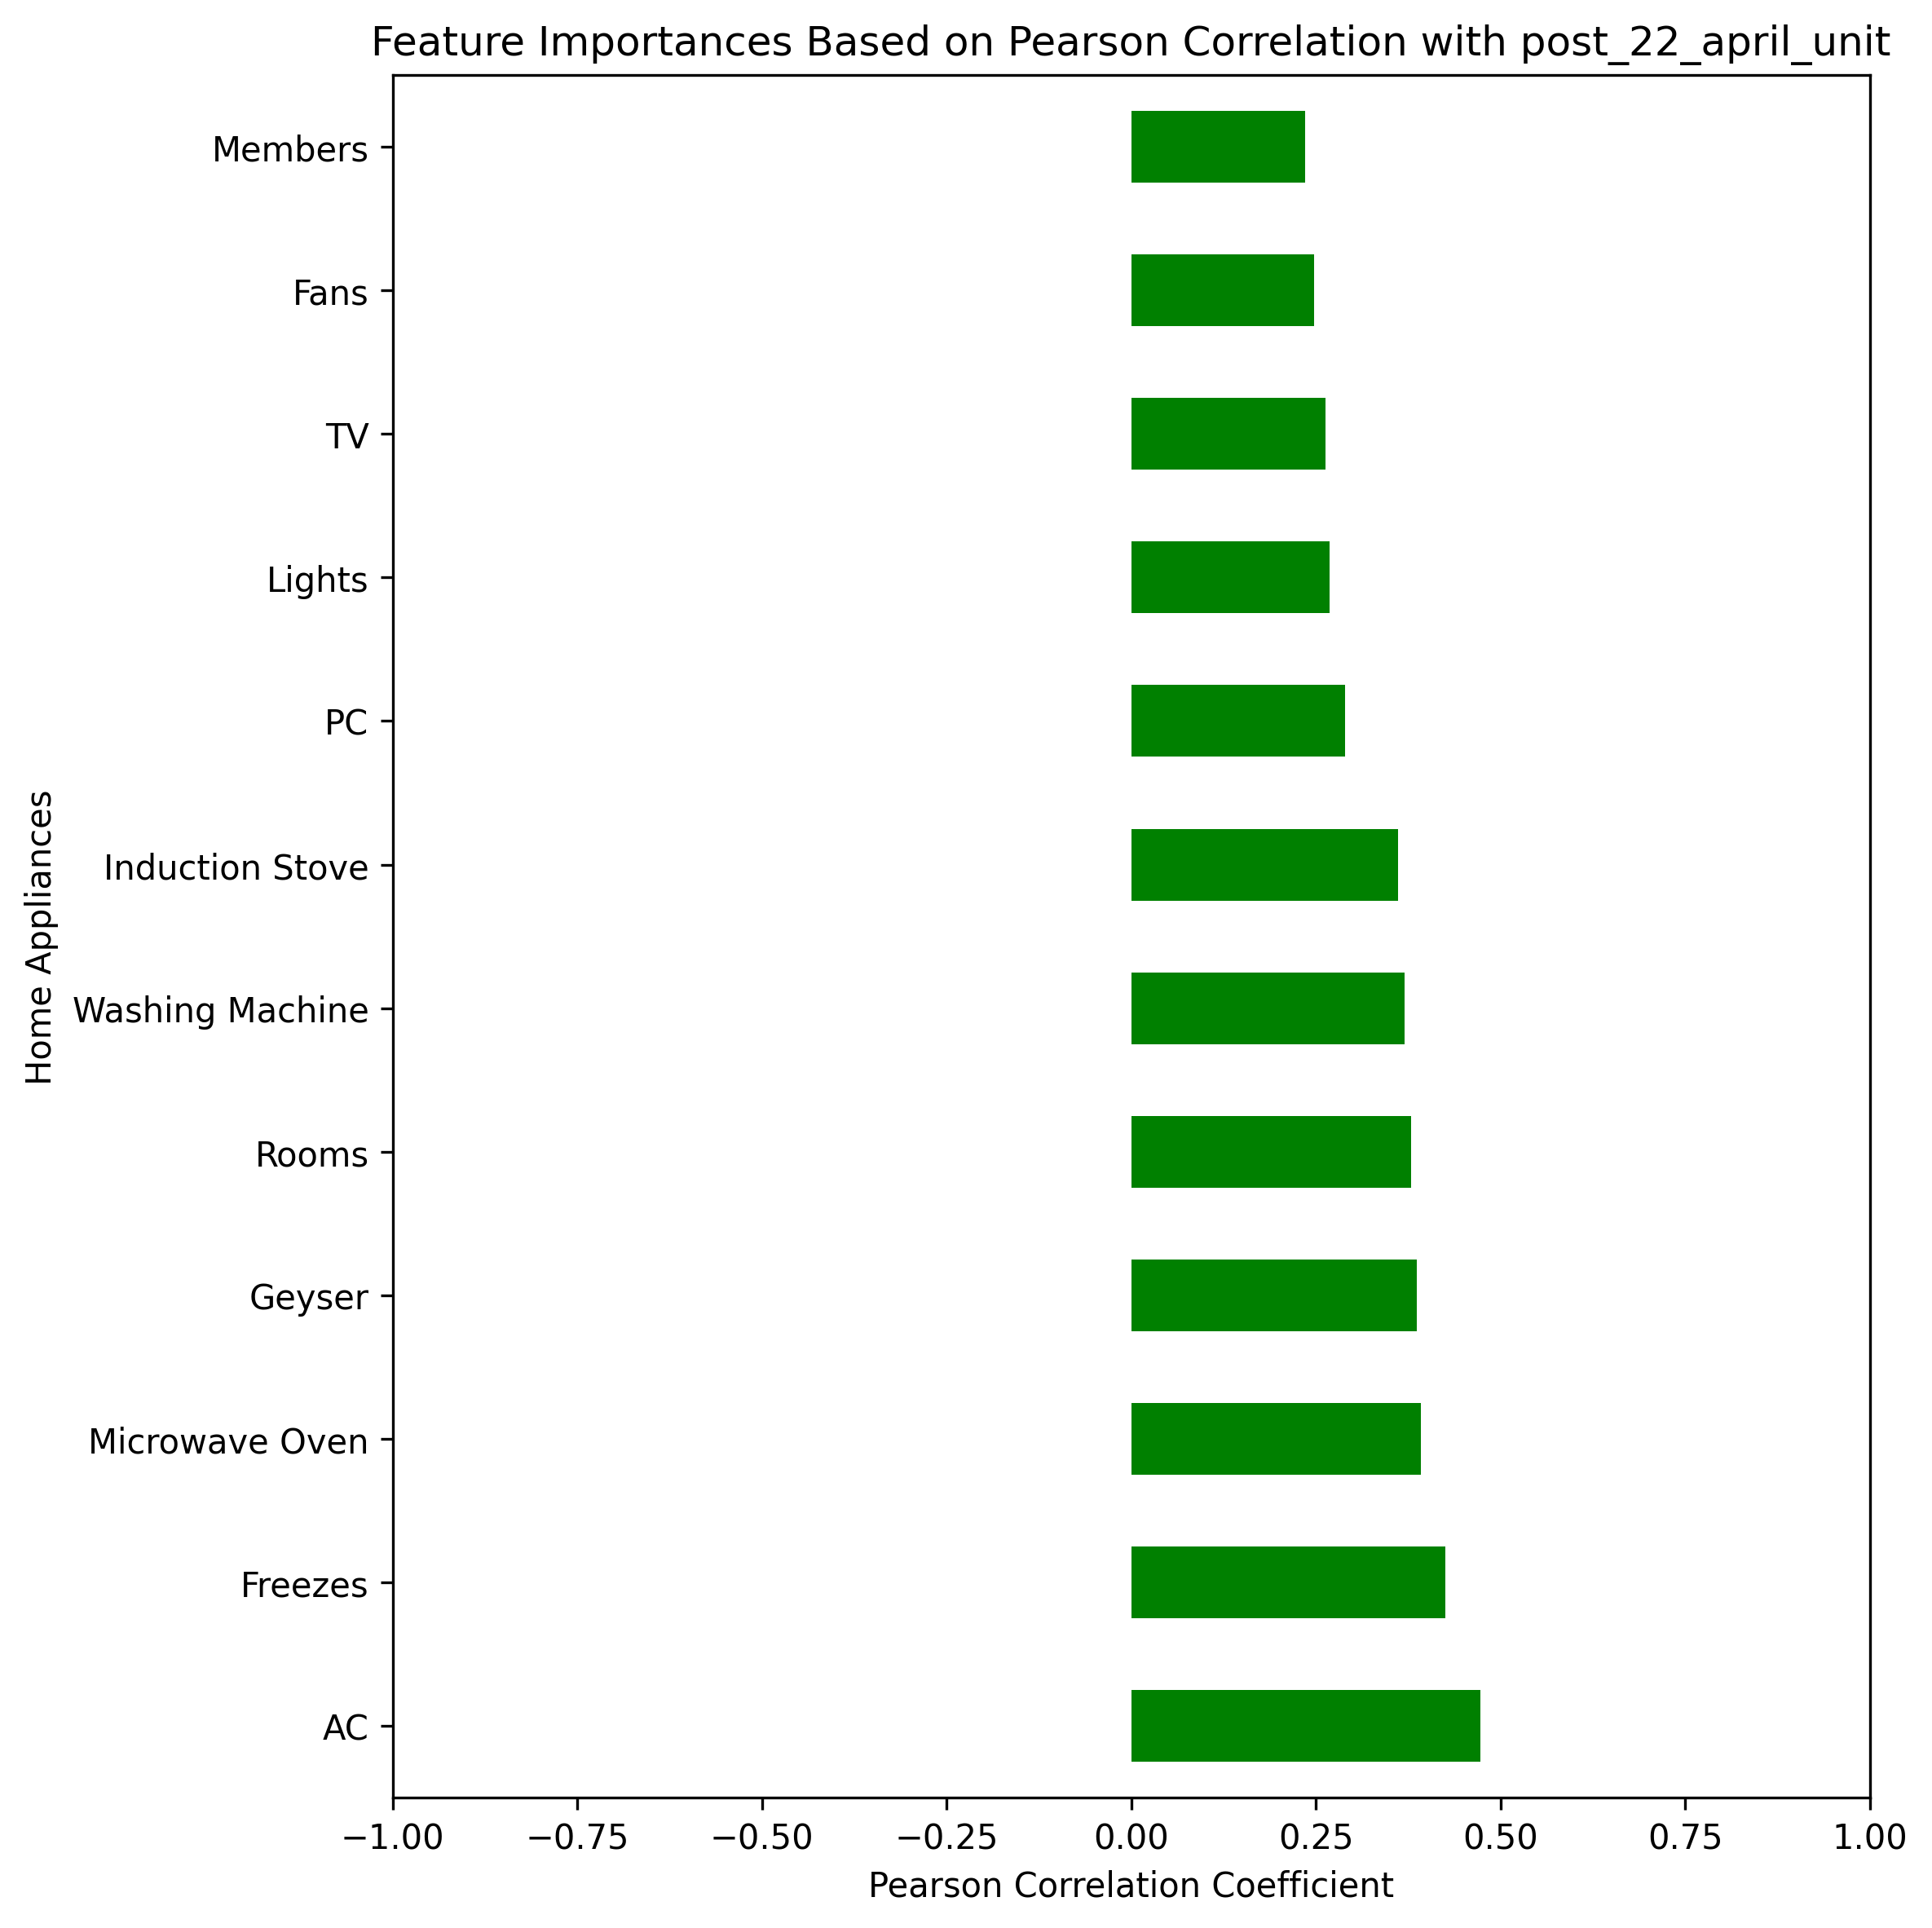 Feature Importances Based on Pearson Correlation with post_22_april_unit
Members
Fans
TV
Lights
PC
Induction Stove
Washing Machine
Rooms
Geyser
Microwave Oven
Freezes
AC
Home Appliances
−1.00 −0.75 −0.50 −0.25 0.00 0.25 0.50 0.75 1.00
Pearson Correlation Coefficient